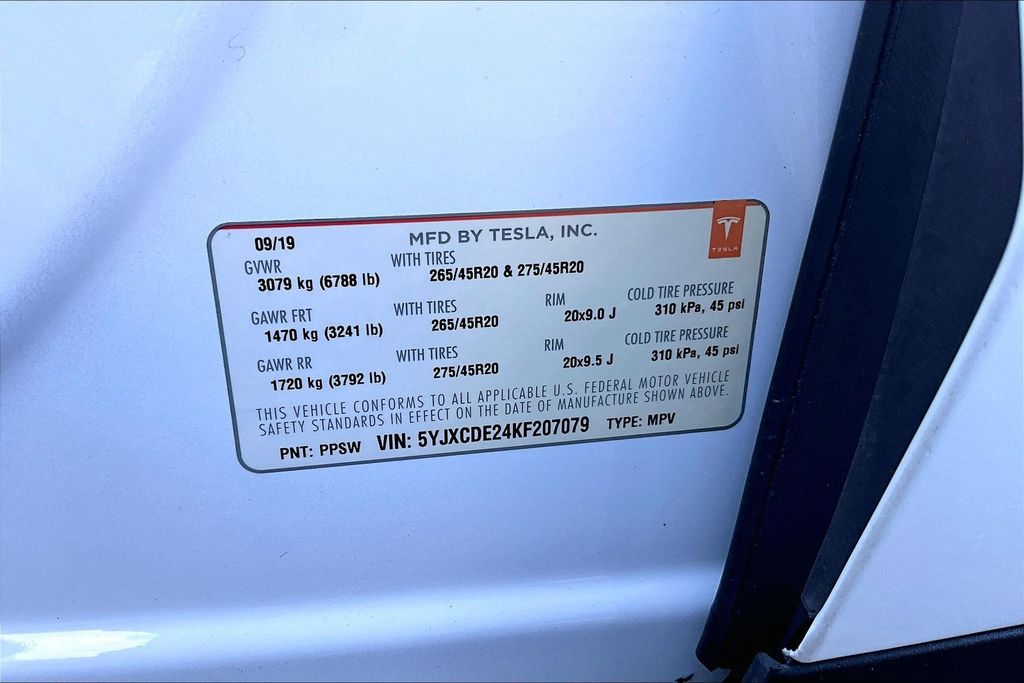 09/19 MFD BY TESLA, INC.
TESLA
GVWR WITH TIRES
3079 kg (6788 lb) 265/45R20 & 275/45R20
GAWR FRT WITH TIRES RIM COLD TIRE PRESSURE
1470 kg (3241 lb) 265/45R20 20x9.0 J 310 kPa, 45 psi
GAWR RR WITH TIRES RIM COLD TIRE PRESSURE
1720 kg (3792 lb) 275/45R20 20x9.5 J 310 kPa, 45 psi
THIS VEHICLE CONFORMS TO ALL APPLICABLE U.S. FEDERAL MOTOR VEHICLE
SAFETY STANDARDS IN EFFECT ON THE DATE OF MANUFACTURE SHOWN ABOVE.
PNT: PPSW VIN: 5YJXCDE24KF207079 TYPE: MPV